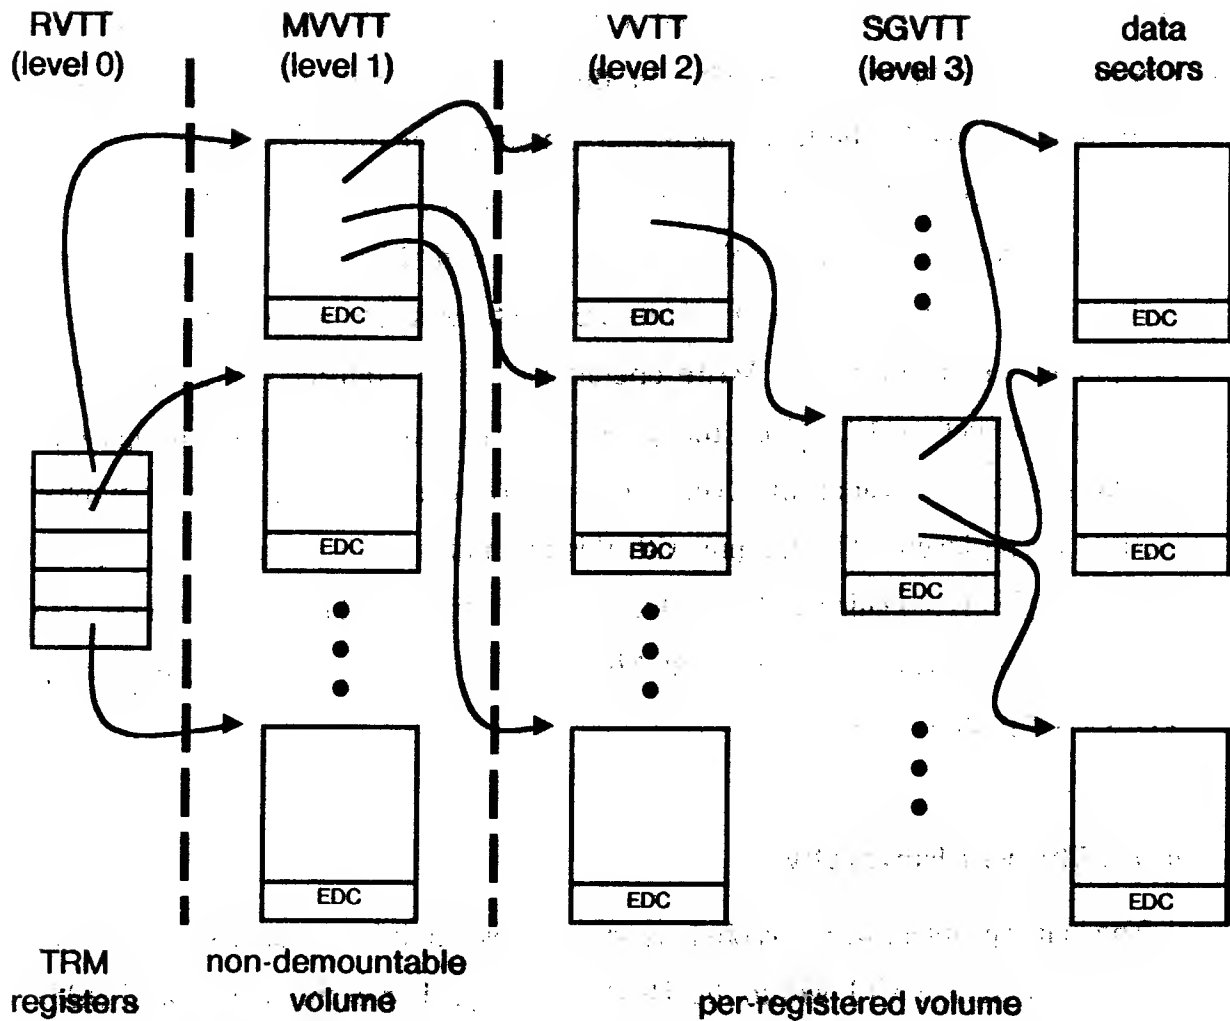 RVTT
(level 0)
MVVTT
(level 1)
VVTT
(level 2)
SGVTT
(level 3)
data
sectors
EDC
EDC
EDC
EDC
EDC
EDC
EDC
EDC
EDC
EDC
TRM
registers
non-demountable
volume
per-registered volume